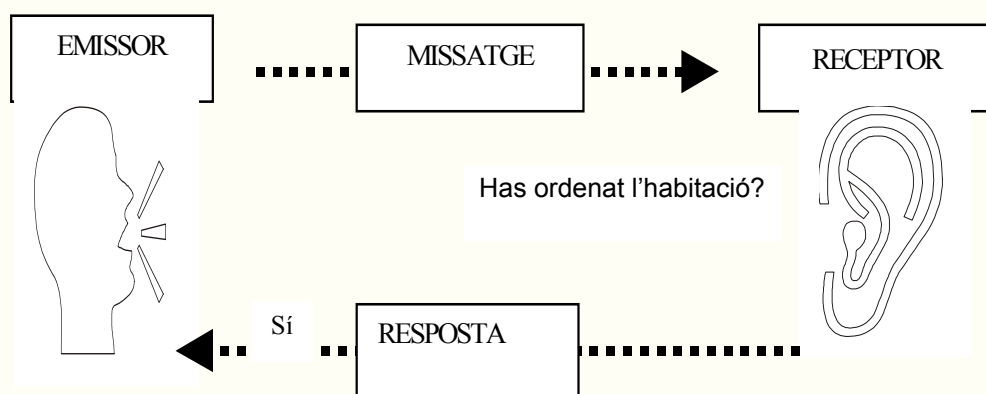 EMISSOR
MISSATGE
RECEPTOR
Has ordenat l’habitació?
Sí
RESPOSTA